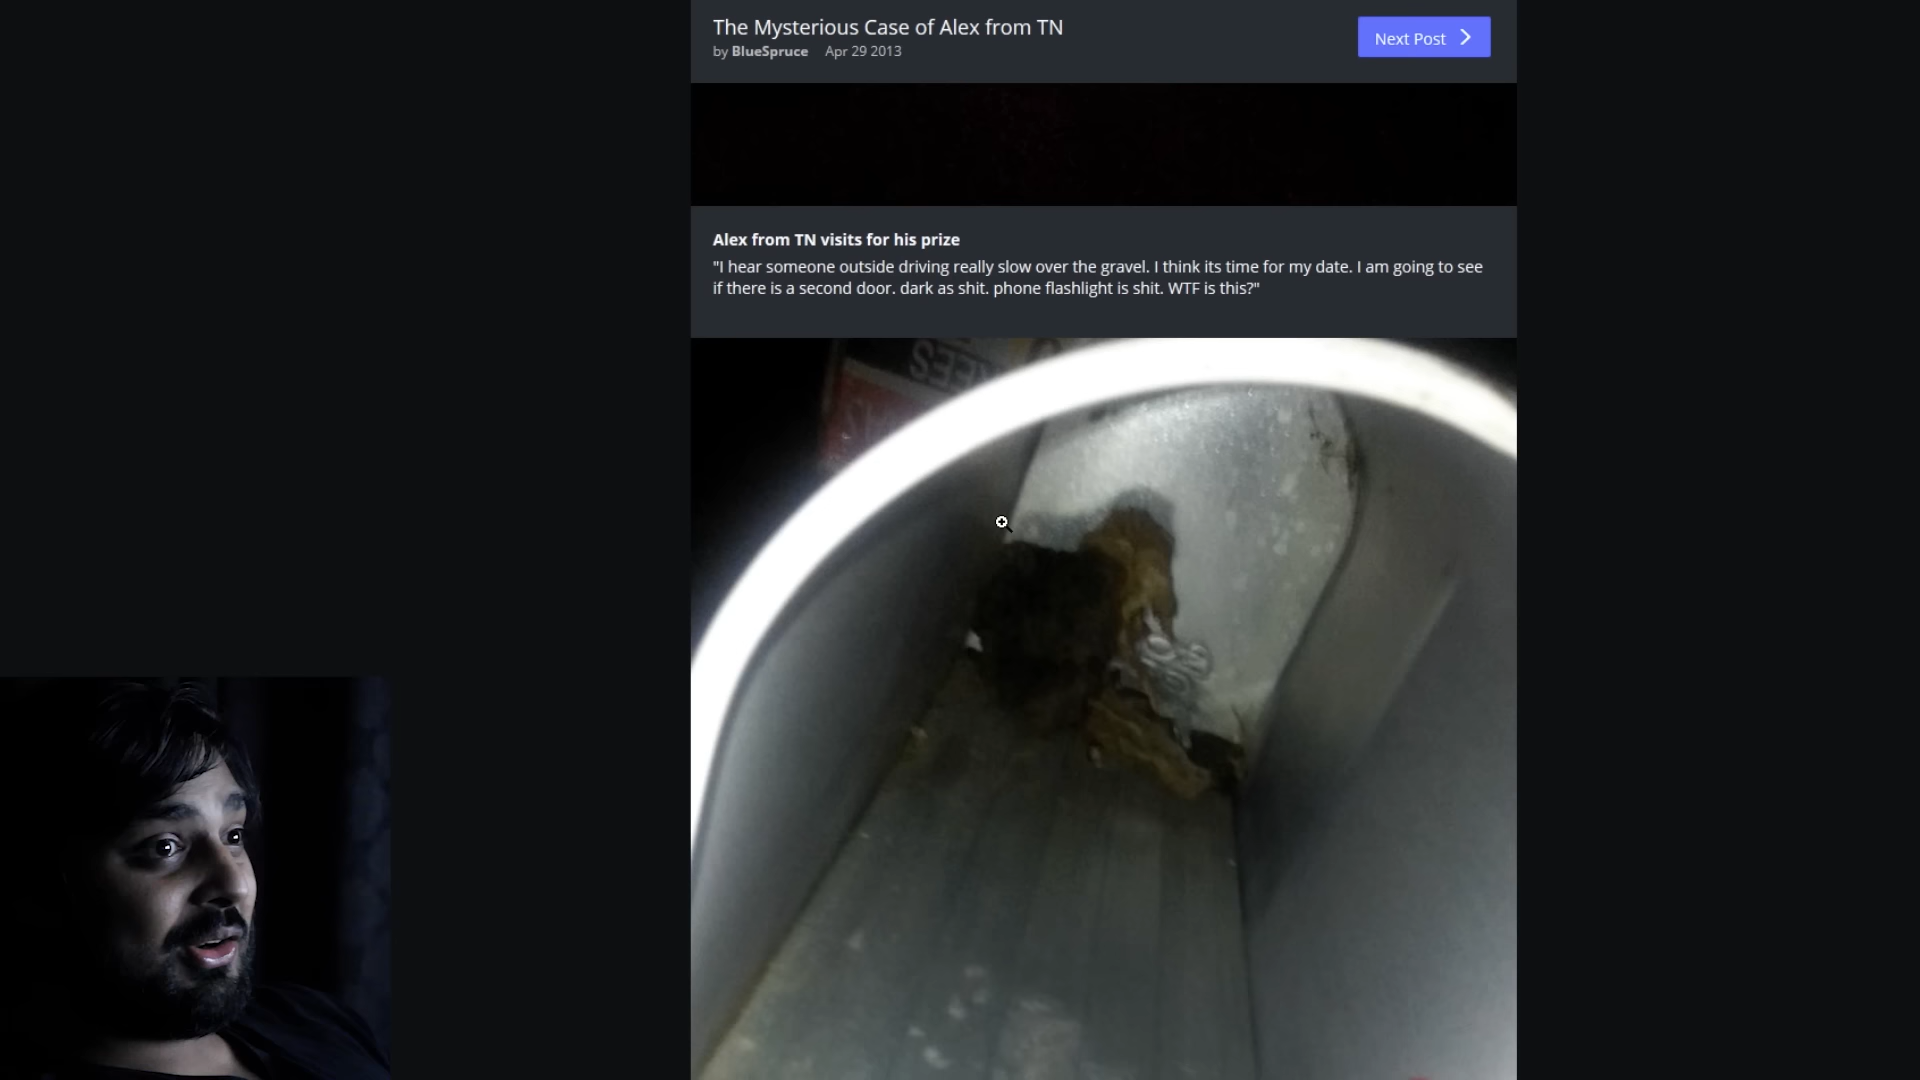 The Mysterious Case of Alex from TN
by BlueSpruce Apr 29 2013
Next Post
Alex from TN visits for his prize
"I hear someone outside driving really slow over the gravel. I think its time for my date. I am going to see
if there is a second door. dark as shit. phone flashlight is shit. WTF is this?"